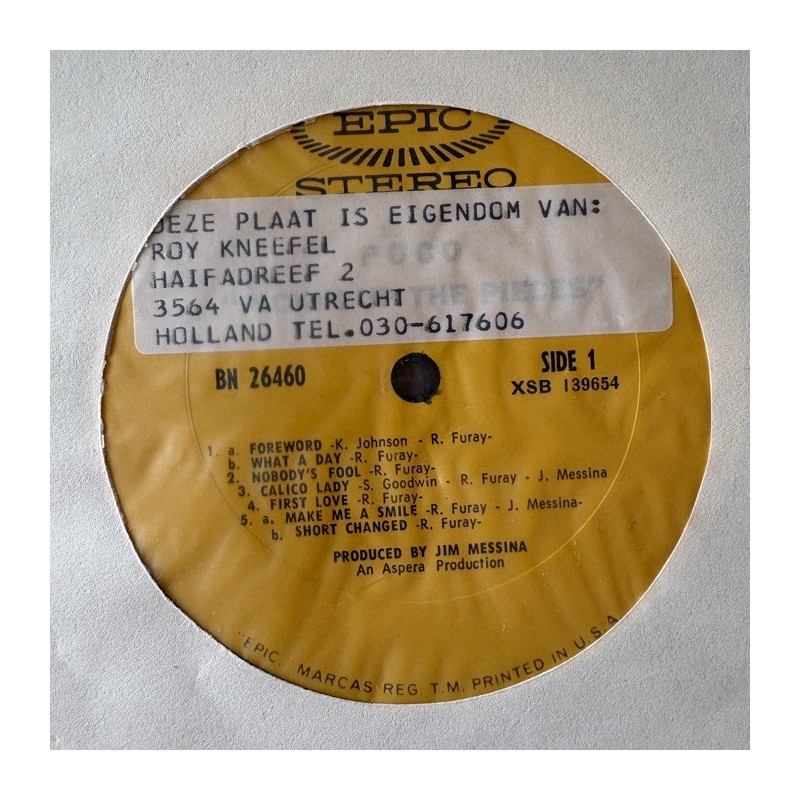 EPIC
STEREO
DEZE PLAAT IS EIGENDOM VAN:
ROY KNEEFEL
HAIFADREEF 2
3564 VA UTRECHT
HOLLAND TEL.030-617606
POCO
THE PIECES"
BN 26460
SIDE 1
XSB 139654
1. a. FOREWORD -K. Johnson - R. Furay-
b. WHAT A DAY -R. Furay-
2. NOBODY'S FOOL -R. Furay-
3. CALICO LADY -S. Goodwin - R. Furay - J. Messina
4. FIRST LOVE -R. Furay-
5. a. MAKE ME A SMILE -R. Furay - J. Messina-
b. SHORT CHANGED -R. Furay-
PRODUCED BY JIM MESSINA
An Aspera Production
"EPIC, MARCAS REG. T.M. PRINTED IN U.S.A.